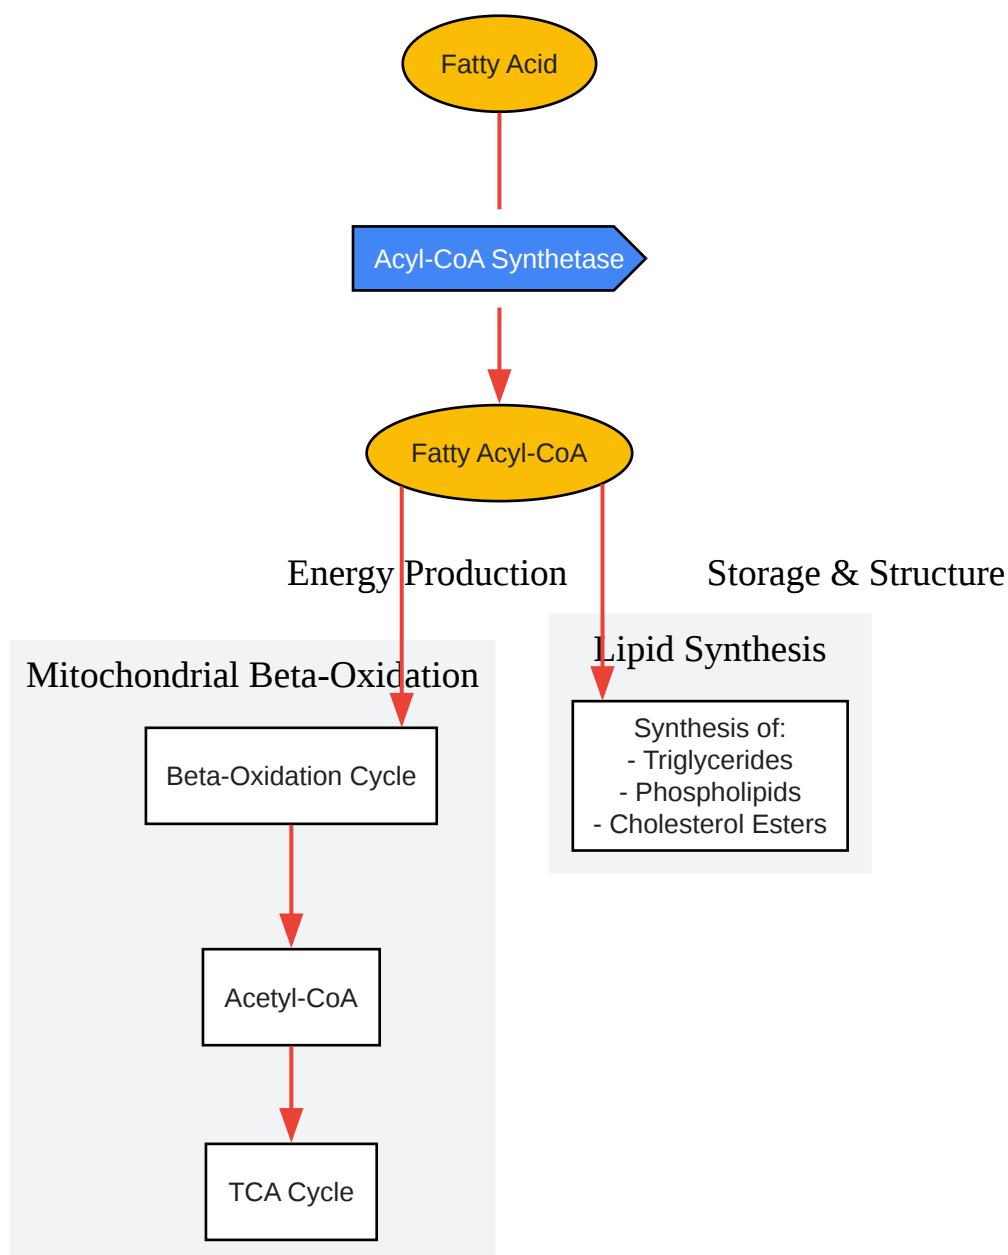 Fatty Acid
Acyl-CoA Synthetase
Fatty Acyl-CoA
Energy Production
Storage & Structure
Mitochondrial Beta-Oxidation
Beta-Oxidation Cycle
Acetyl-CoA
TCA Cycle
Lipid Synthesis
Synthesis of:
- Triglycerides
- Phospholipids
- Cholesterol Esters